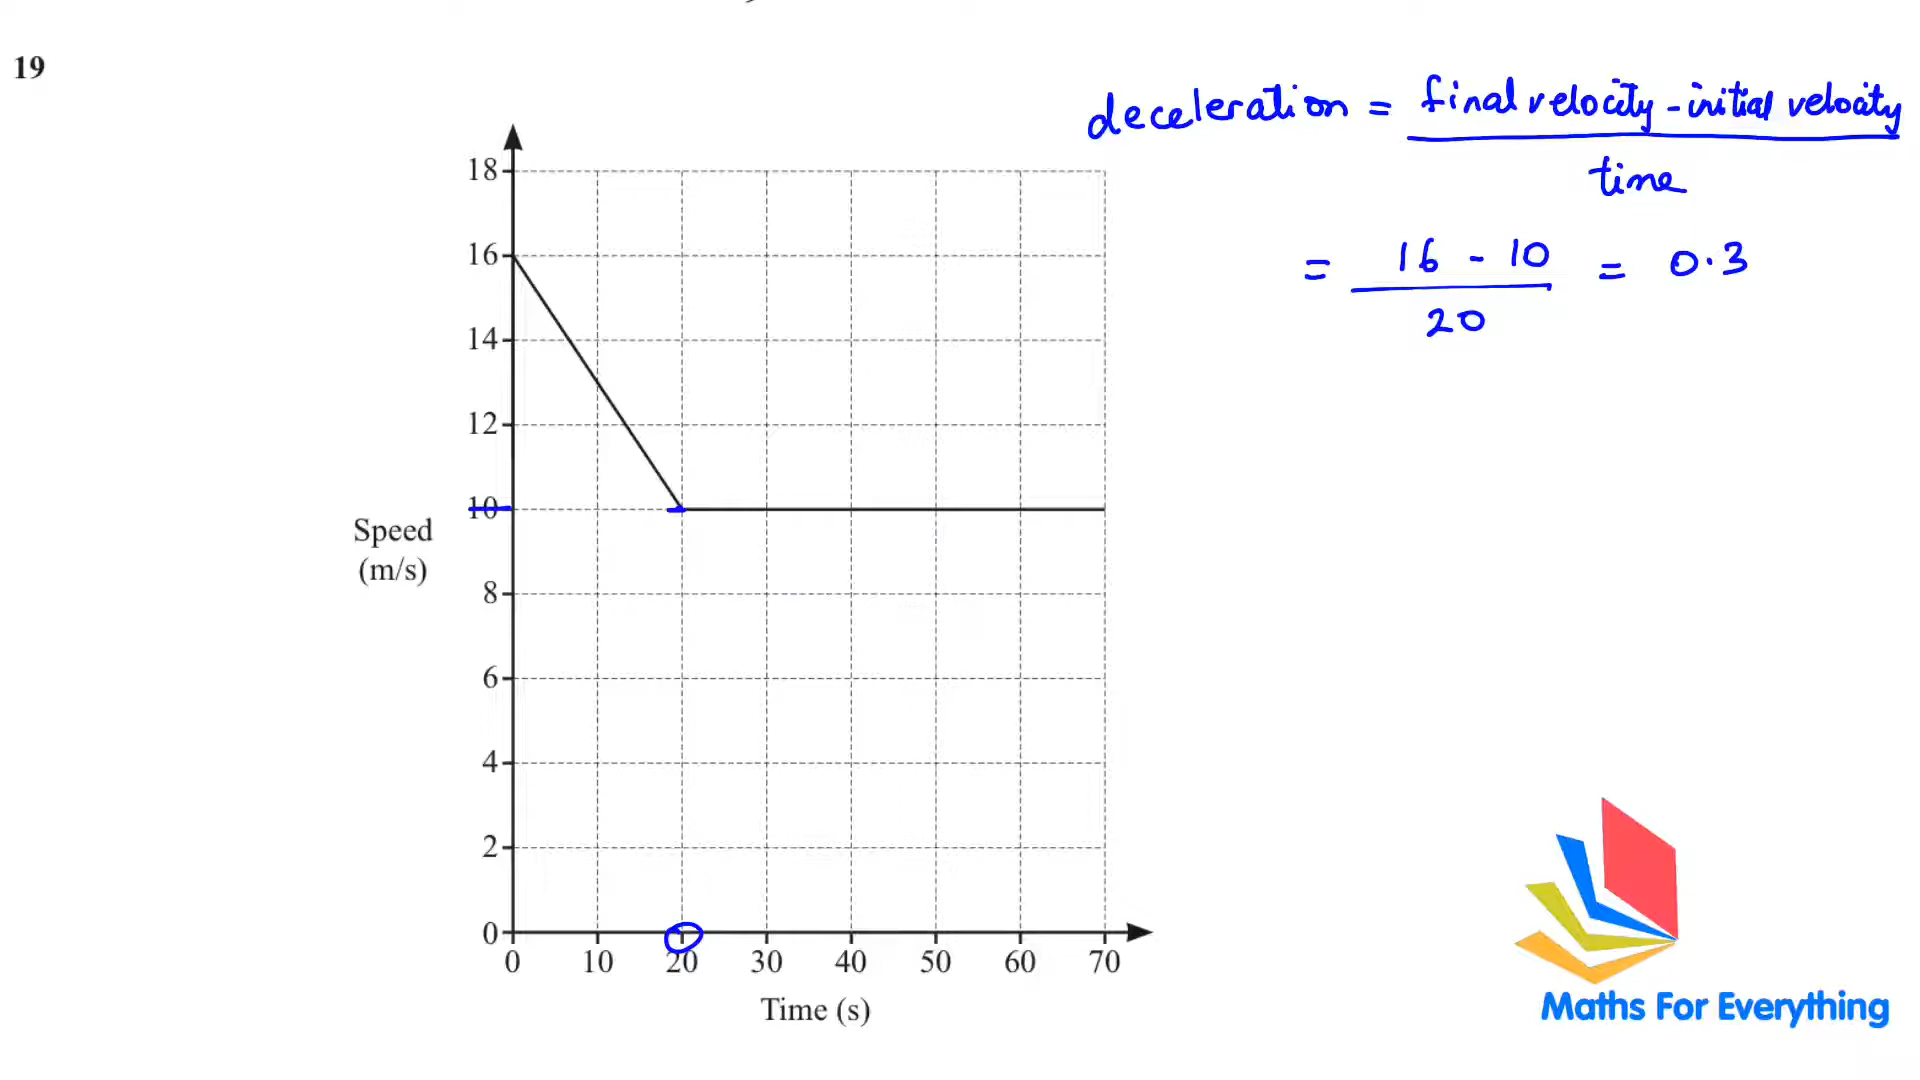 19
deceleration = final velocity - initial velocity
time
= 16 - 10 = 0.3
20
18
16
14
12
10
Speed
(m/s)
8
6
4
2
0
0 10 20 30 40 50 60 70
Time (s)
Maths For Everything